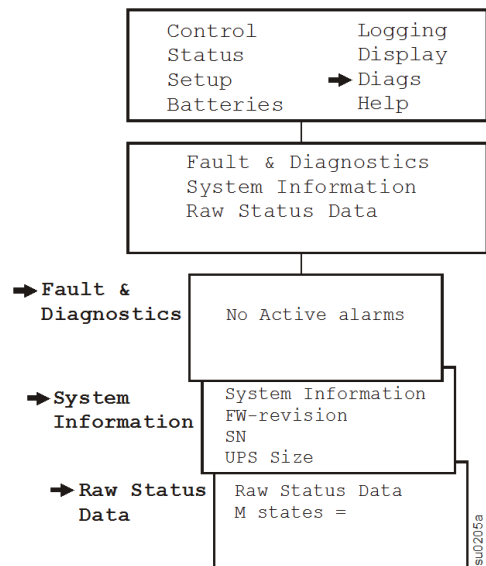 Control
Status
Setup
Batteries
Logging
Display
Diags
Help
Fault & Diagnostics
System Information
Raw Status Data
Fault &
Diagnostics
No Active alarms
System
Information
System Information
FW-revision
SN
UPS Size
Raw Status
Data
Raw Status Data
M states =
su0205a